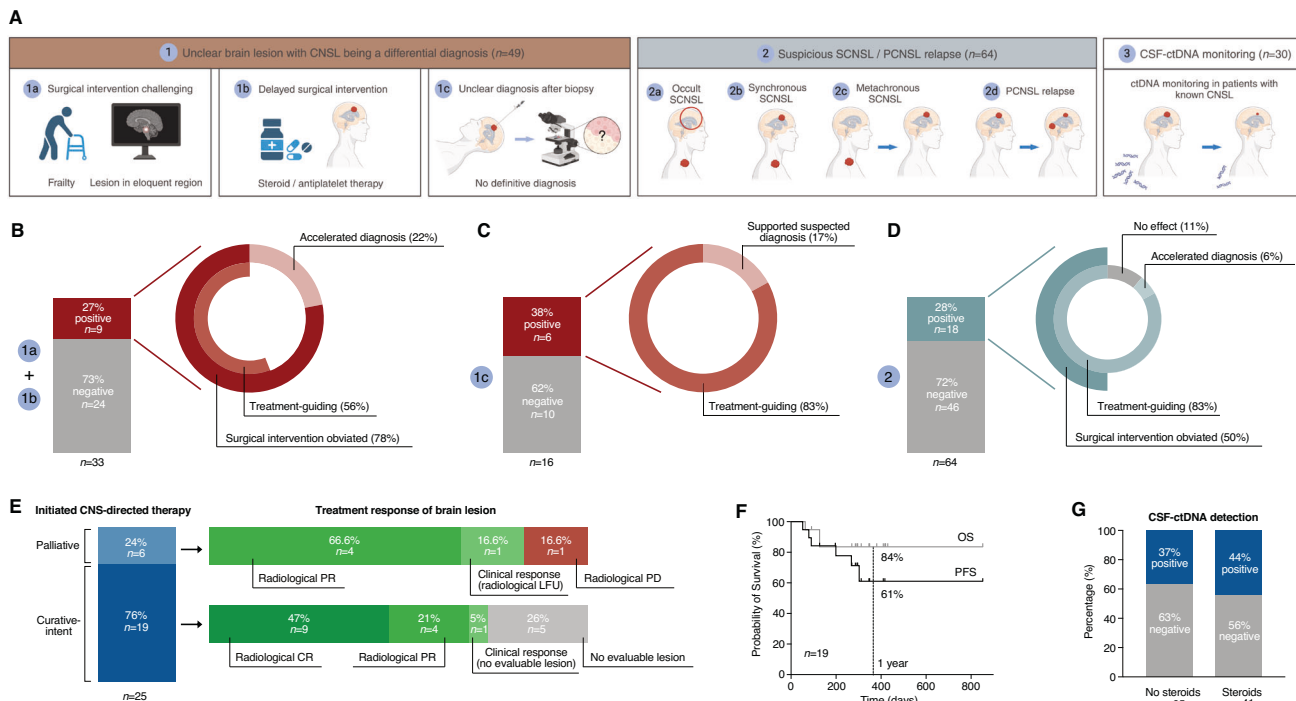 A
1 Unclear brain lesion with CNSL being a differential diagnosis (n=49)
1a Surgical intervention challenging
Frailty
Lesion in eloquent region
1b Delayed surgical intervention
Steroid / antiplatelet therapy
1c Unclear diagnosis after biopsy
?
No definitive diagnosis
2 Suspicious SCNSL / PCNSL relapse (n=64)
2a Occult
SCNSL
2b Synchronous
SCNSL
2c Metachronous
SCNSL
2d PCNSL relapse
3 CSF-ctDNA monitoring (n=30)
ctDNA monitoring in patients with
known CNSL
B
1a
+
1b
27%
positive
n=9
73%
negative
n=24
n=33
Accelerated diagnosis (22%)
Treatment-guiding (56%)
Surgical intervention obviated (78%)
C
1c
38%
positive
n=6
62%
negative
n=10
n=16
Supported suspected
diagnosis (17%)
Treatment-guiding (83%)
D
2
28%
positive
n=18
72%
negative
n=46
n=64
No effect (11%)
Accelerated diagnosis (6%)
Treatment-guiding (83%)
Surgical intervention obviated (50%)
E
Initiated CNS-directed therapy
Treatment response of brain lesion
Palliative
24%
n=6
66.6%
n=4
16.6%
n=1
16.6%
n=1
Radiological PR
Clinical response
(radiological LFU)
Radiological PD
Curative-
intent
76%
n=19
47%
n=9
21%
n=4
5%
n=1
26%
n=5
Radiological CR
Radiological PR
Clinical response
(no evaluable lesion)
No evaluable lesion
n=25
F
Probability of Survival (%)
100
80
60
40
20
0
OS
84%
PFS
61%
n=19
1 year
0
200
400
600
800
Time (days)
G
CSF-ctDNA detection
Percentage (%)
100
80
60
40
20
0
37%
positive
63%
negative
44%
positive
56%
negative
No steroids
Steroids